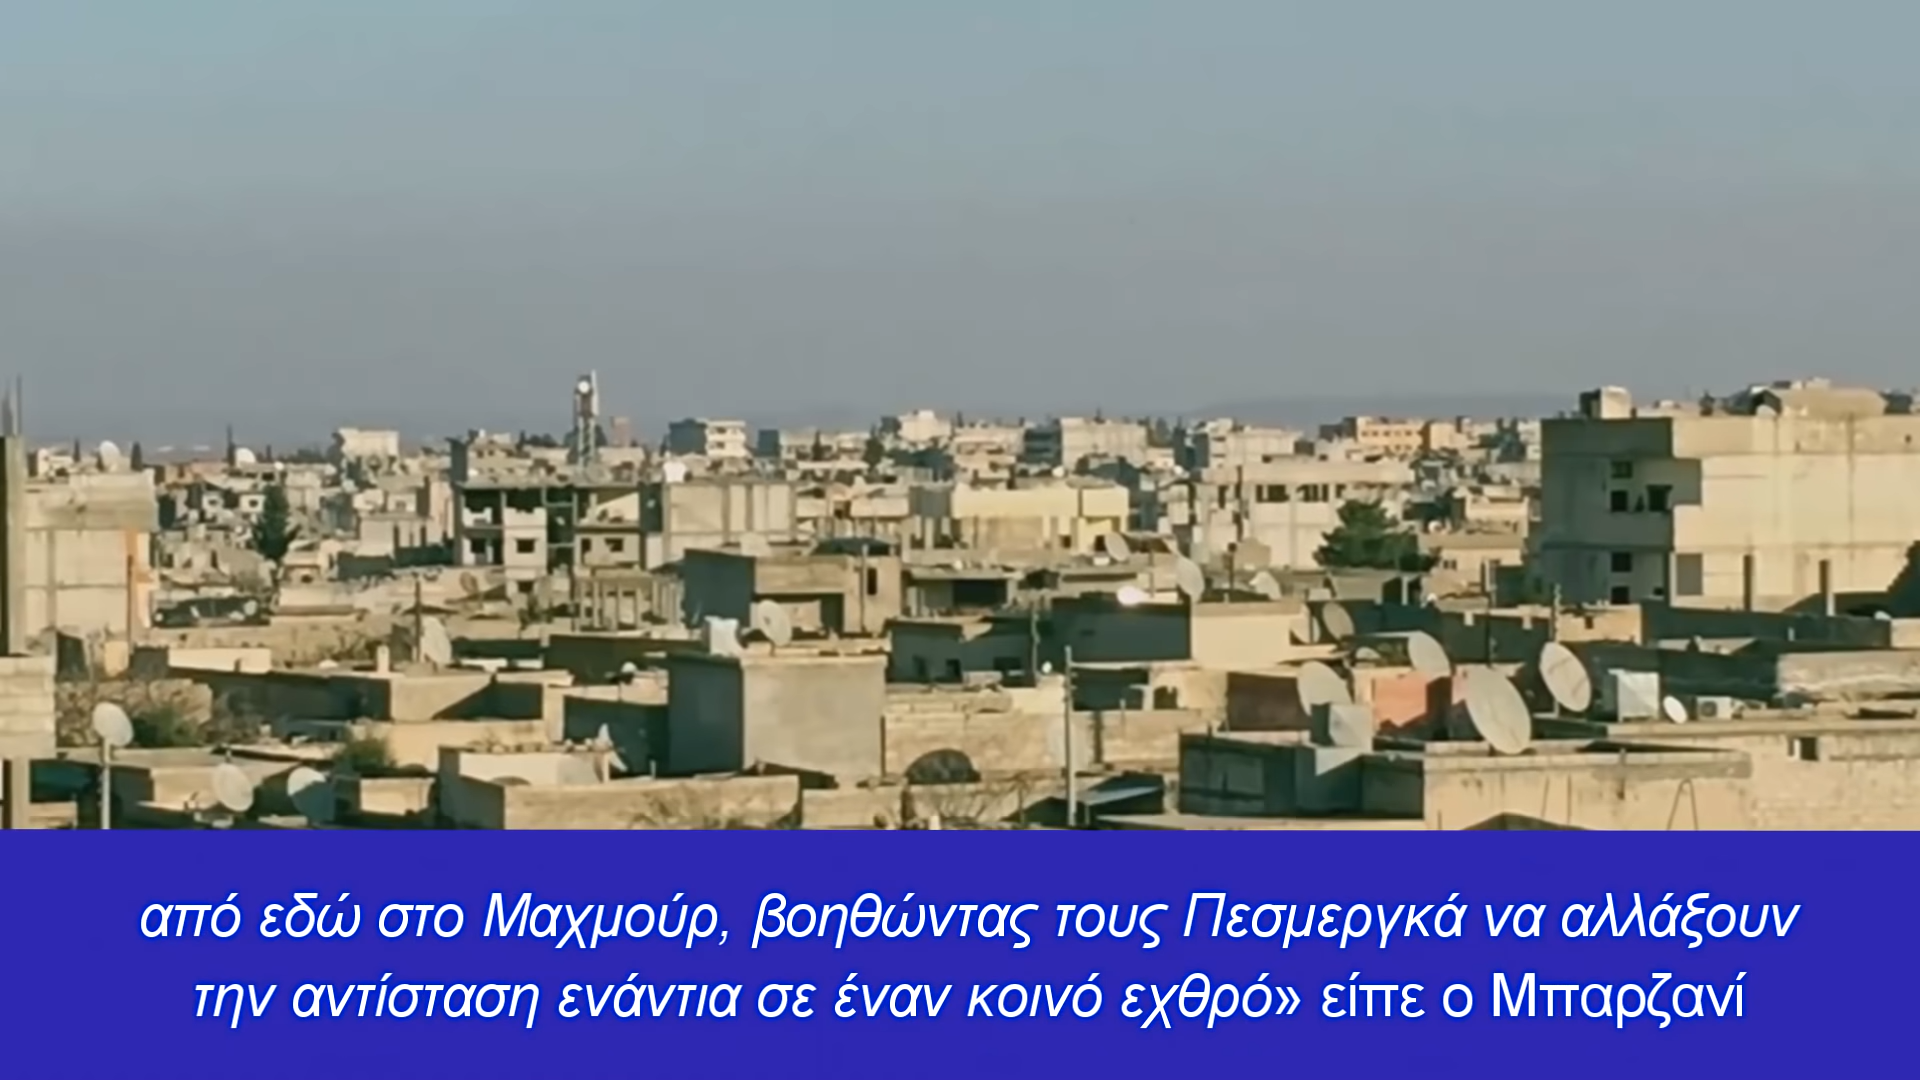 από εδώ στο Μαχμούρ, βοηθώντας τους Πεσμεργκά να αλλάξουν
την αντίσταση ενάντια σε έναν κοινό εχθρό» είπε ο Μπαρζανί